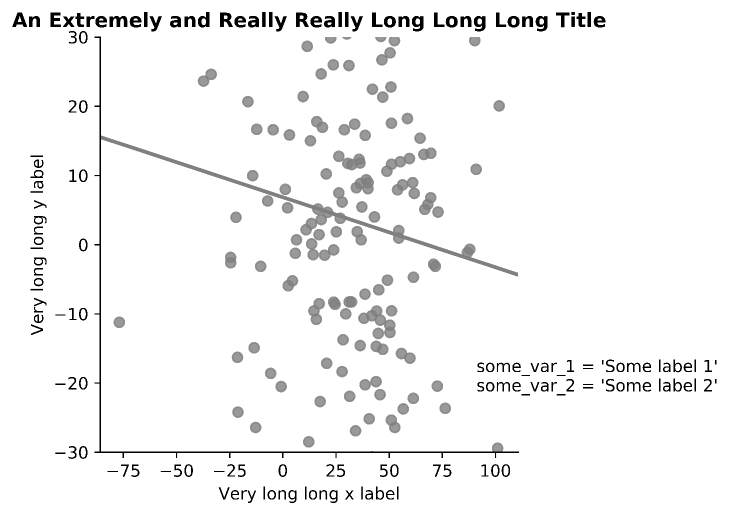 An Extremely and Really Really Long Long Long Title
30
20
10
0
−10
−20
−30
Very long long y label
some_var_1 = 'Some label 1'
some_var_2 = 'Some label 2'
−75 −50 −25 0 25 50 75 100
Very long long x label